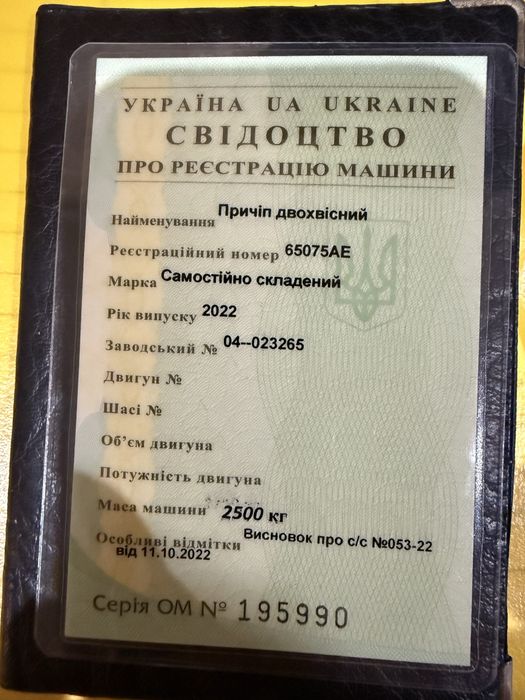 УКРАЇНА UA UKRAINE
СВІДОЦТВО
ПРО РЕЄСТРАЦІЮ МАШИНИ
Найменування Причіп двохвісний
Реєстраційний номер 65075АЕ
Марка Самостійно складений
Рік випуску 2022
Заводський № 04--023265
Двигун №
Шасі №
Об’єм двигуна
Потужність двигуна
Маса машини 2500 кг
Особливі відмітки Висновок про с/с №053-22
від 11.10.2022
Серія ОМ № 195990